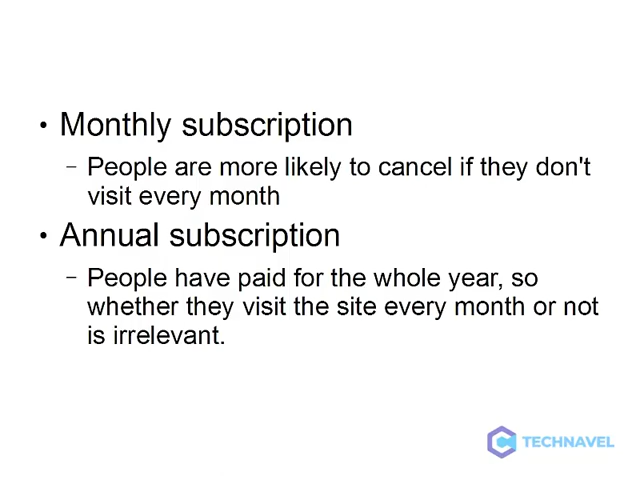 • Monthly subscription
– People are more likely to cancel if they don't
visit every month
• Annual subscription
– People have paid for the whole year, so
whether they visit the site every month or not
is irrelevant.
TECHNAVEL